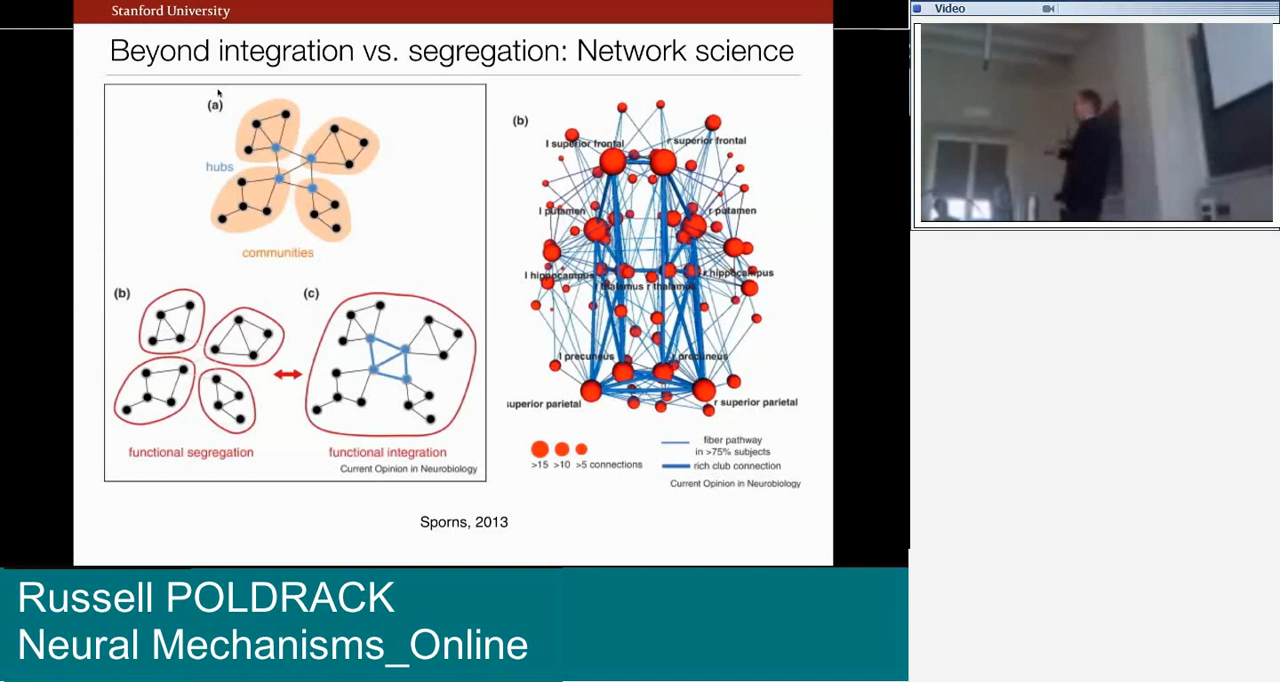 Stanford University
Beyond integration vs. segregation: Network science
(a)
hubs
communities
(b)
(c)
functional segregation
functional integration
Current Opinion in Neurobiology
(b)
l superior frontal
r superior frontal
l putamen
r putamen
l hippocampus
r hippocampus
l thalamus r thalamus
l precuneus
r precuneus
superior parietal
r superior parietal
>15 >10 >5 connections
fiber pathway
in >75% subjects
rich club connection
Current Opinion in Neurobiology
Sporns, 2013
Russell POLDRACK
Neural Mechanisms_Online
Video